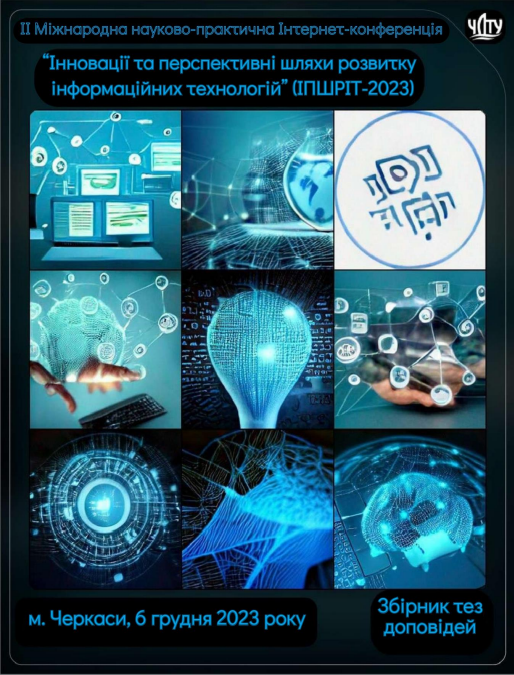 II Міжнародна науково-практична Інтернет-конференція
ЧДТУ
“Інновації та перспективні шляхи розвитку
інформаційних технологій” (ІПШРІТ-2023)
м. Черкаси, 6 грудня 2023 року
Збірник тез
доповідей